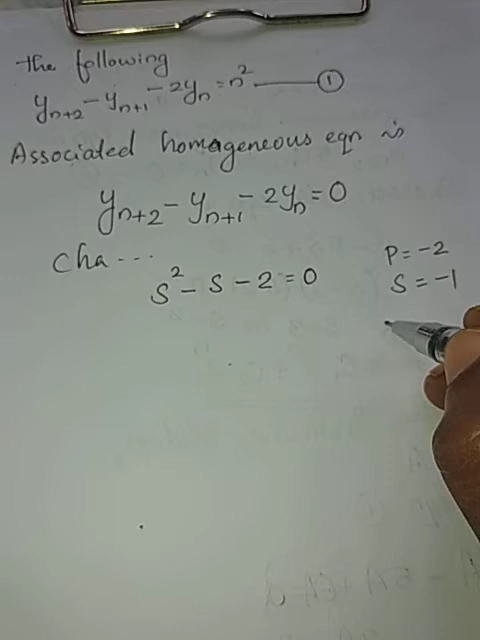 the following
yₙ₊₂ - yₙ₊₁ - 2yₙ = n² —— ①
Associated homogeneous eqn is
yₙ₊₂ - yₙ₊₁ - 2yₙ = 0
cha...
s² - s - 2 = 0
P = -2
S = -1